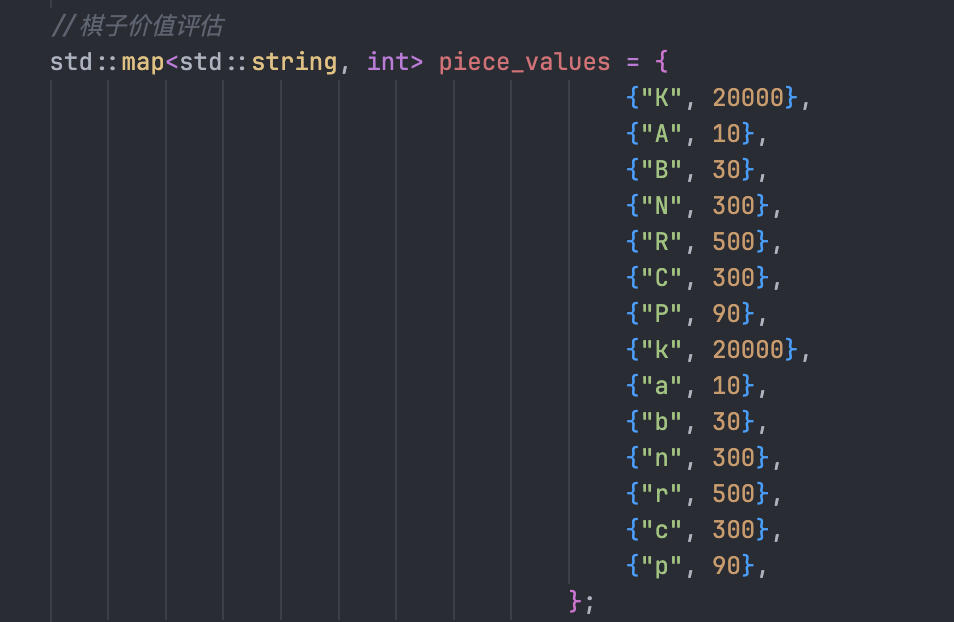 //棋子价值评估
std::map<std::string, int> piece_values = {
{"K", 20000},
{"A", 10},
{"B", 30},
{"N", 300},
{"R", 500},
{"C", 300},
{"P", 90},
{"k", 20000},
{"a", 10},
{"b", 30},
{"n", 300},
{"r", 500},
{"c", 300},
{"p", 90},
};